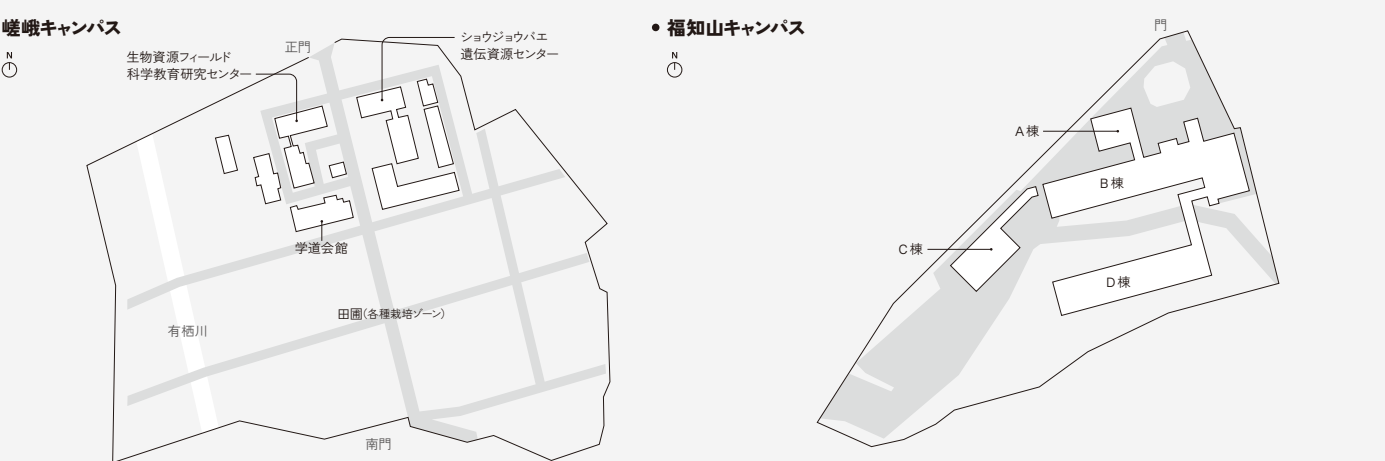 嵯峨キャンパス
N
正門
生物資源フィールド
科学教育研究センター
ショウジョウバエ
遺伝資源センター
学道会館
田圃(各種栽培ゾーン)
有栖川
南門
• 福知山キャンパス
N
門
A棟
B棟
C棟
D棟